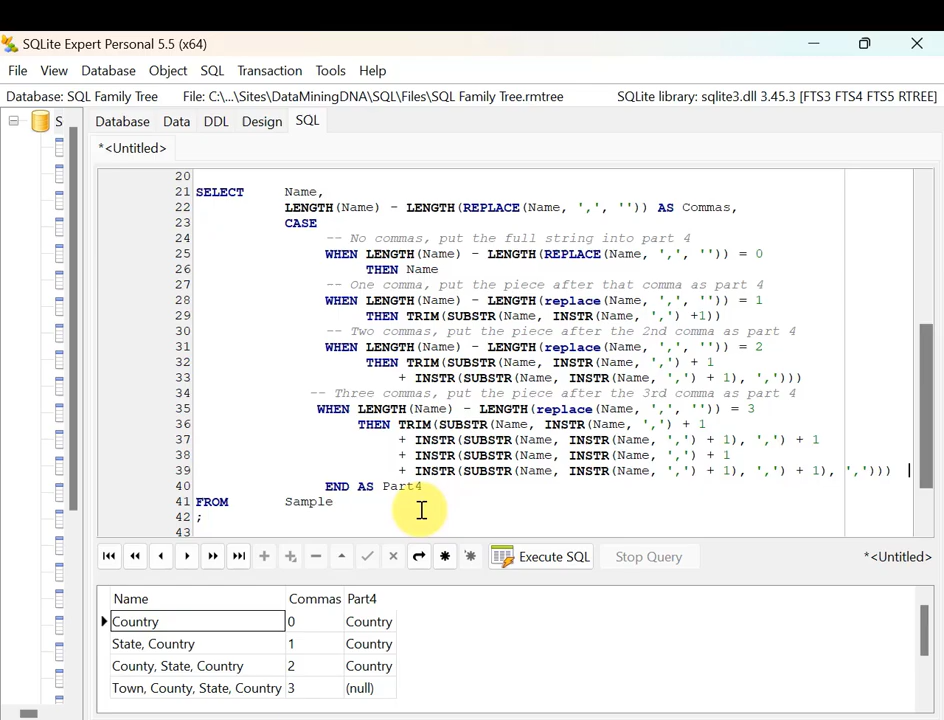 SQLite Expert Personal 5.5 (x64)
File View Database Object SQL Transaction Tools Help
Database: SQL Family Tree File: C:\...\Sites\DataMiningDNA\SQL\Files\SQL Family Tree.rmtree SQLite library: sqlite3.dll 3.45.3 [FTS3 FTS4 FTS5 RTREE]
S Database Data DDL Design SQL
*<Untitled>
20
21 SELECT Name,
22 LENGTH(Name) - LENGTH(REPLACE(Name, ',', '')) AS Commas,
23 CASE
24 -- No commas, put the full string into part 4
25 WHEN LENGTH(Name) - LENGTH(REPLACE(Name, ',', '')) = 0
26 THEN Name
27 -- One comma, put the piece after that comma as part 4
28 WHEN LENGTH(Name) - LENGTH(replace(Name, ',', '')) = 1
29 THEN TRIM(SUBSTR(Name, INSTR(Name, ',') +1))
30 -- Two commas, put the piece after the 2nd comma as part 4
31 WHEN LENGTH(Name) - LENGTH(replace(Name, ',', '')) = 2
32 THEN TRIM(SUBSTR(Name, INSTR(Name, ',') + 1
33 + INSTR(SUBSTR(Name, INSTR(Name, ',') + 1), ',')))
34 -- Three commas, put the piece after the 3rd comma as part 4
35 WHEN LENGTH(Name) - LENGTH(replace(Name, ',', '')) = 3
36 THEN TRIM(SUBSTR(Name, INSTR(Name, ',') + 1
37 + INSTR(SUBSTR(Name, INSTR(Name, ',') + 1), ',') + 1
38 + INSTR(SUBSTR(Name, INSTR(Name, ',') + 1
39 + INSTR(SUBSTR(Name, INSTR(Name, ',') + 1), ',') + 1), ',')))
40 END AS Part4
41 FROM Sample
42 ;
43
Execute SQL Stop Query *<Untitled>
Name Commas Part4
Country 0 Country
State, Country 1 Country
County, State, Country 2 Country
Town, County, State, Country 3 (null)